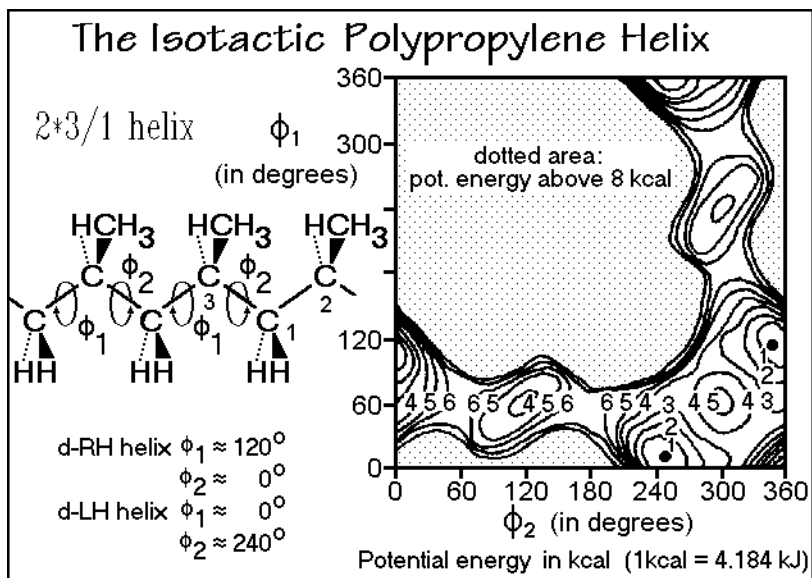 The Isotactic Polypropylene Helix
2*3/1 helix
ϕ1
(in degrees)
360
300
120
60
0
dotted area:
pot. energy above 8 kcal
HCH3 HCH3 HCH3
ϕ2 ϕ2
C C C
3 2
C C C
1
ϕ1 ϕ1
HH HH HH
4 5 6 6 5 4 5 6 6 5 4 3 4 5 4 3
2 1
1 2
d-RH helix ϕ1 ≈ 120°
ϕ2 ≈ 0°
d-LH helix ϕ1 ≈ 0°
ϕ2 ≈ 240°
0 60 120 180 240 300 360
ϕ2 (in degrees)
Potential energy in kcal (1kcal = 4.184 kJ)